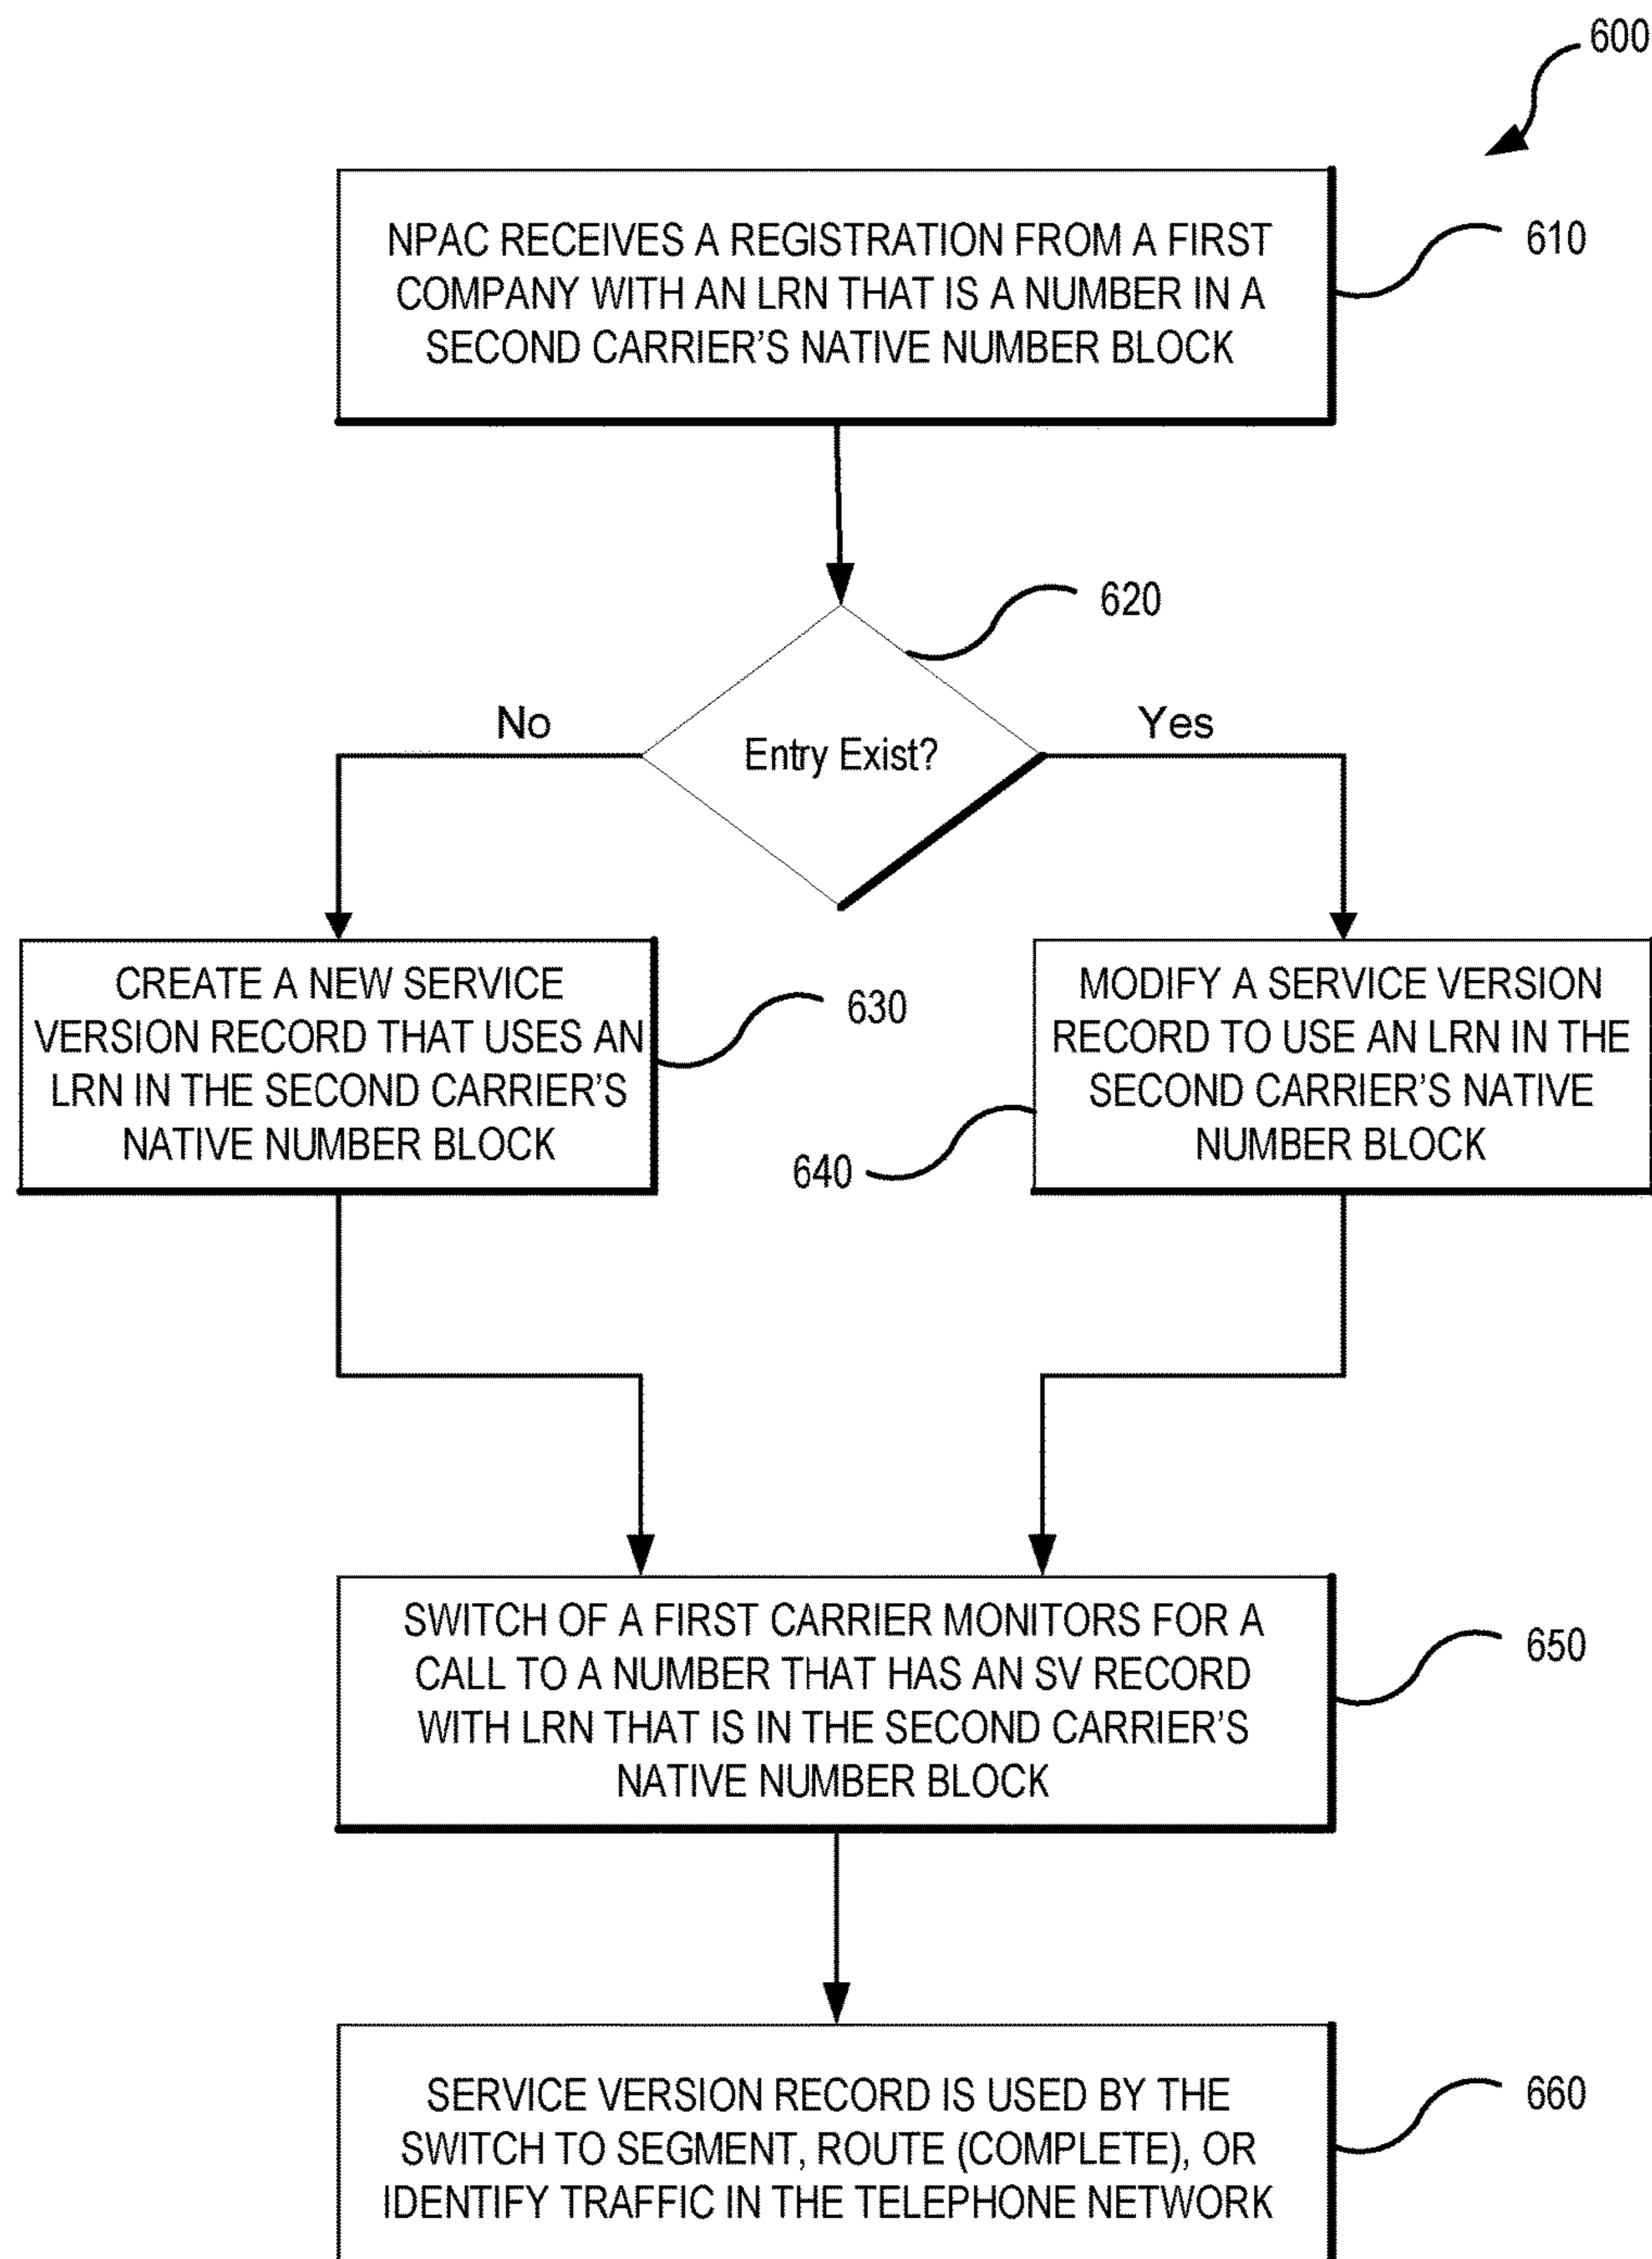 600
NPAC RECEIVES A REGISTRATION FROM A FIRST
COMPANY WITH AN LRN THAT IS A NUMBER IN A
SECOND CARRIER'S NATIVE NUMBER BLOCK
610
620
No
Entry Exist?
Yes
CREATE A NEW SERVICE
VERSION RECORD THAT USES AN
LRN IN THE SECOND CARRIER'S
NATIVE NUMBER BLOCK
630
MODIFY A SERVICE VERSION
RECORD TO USE AN LRN IN THE
SECOND CARRIER'S NATIVE
NUMBER BLOCK
640
SWITCH OF A FIRST CARRIER MONITORS FOR A
CALL TO A NUMBER THAT HAS AN SV RECORD
WITH LRN THAT IS IN THE SECOND CARRIER'S
NATIVE NUMBER BLOCK
650
SERVICE VERSION RECORD IS USED BY THE
SWITCH TO SEGMENT, ROUTE (COMPLETE), OR
IDENTIFY TRAFFIC IN THE TELEPHONE NETWORK
660